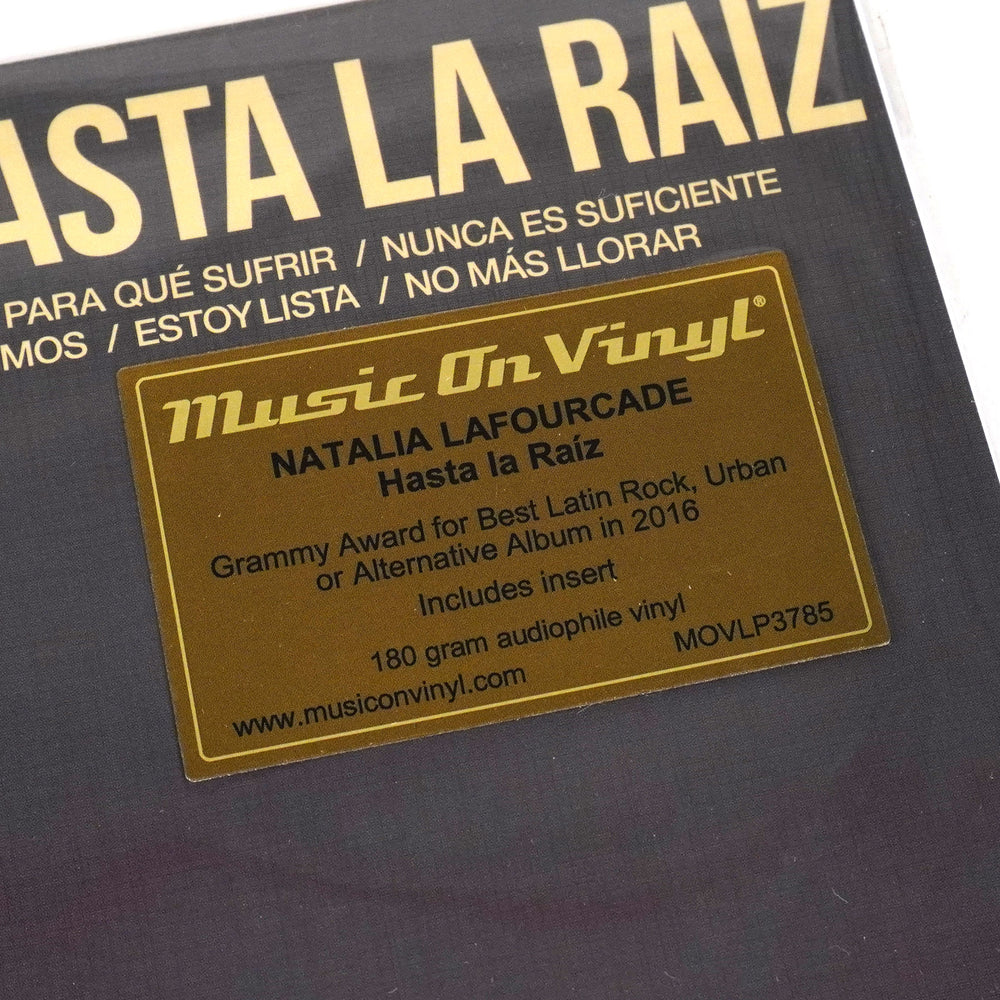 ASTA LA RAÍZ
PARA QUÉ SUFRIR / NUNCA ES SUFICIENTE
MOS / ESTOY LISTA / NO MÁS LLORAR
Music On Vinyl®
NATALIA LAFOURCADE
Hasta la Raíz
Grammy Award for Best Latin Rock, Urban
or Alternative Album in 2016
Includes insert
180 gram audiophile vinyl
www.musiconvinyl.com MOVLP3785